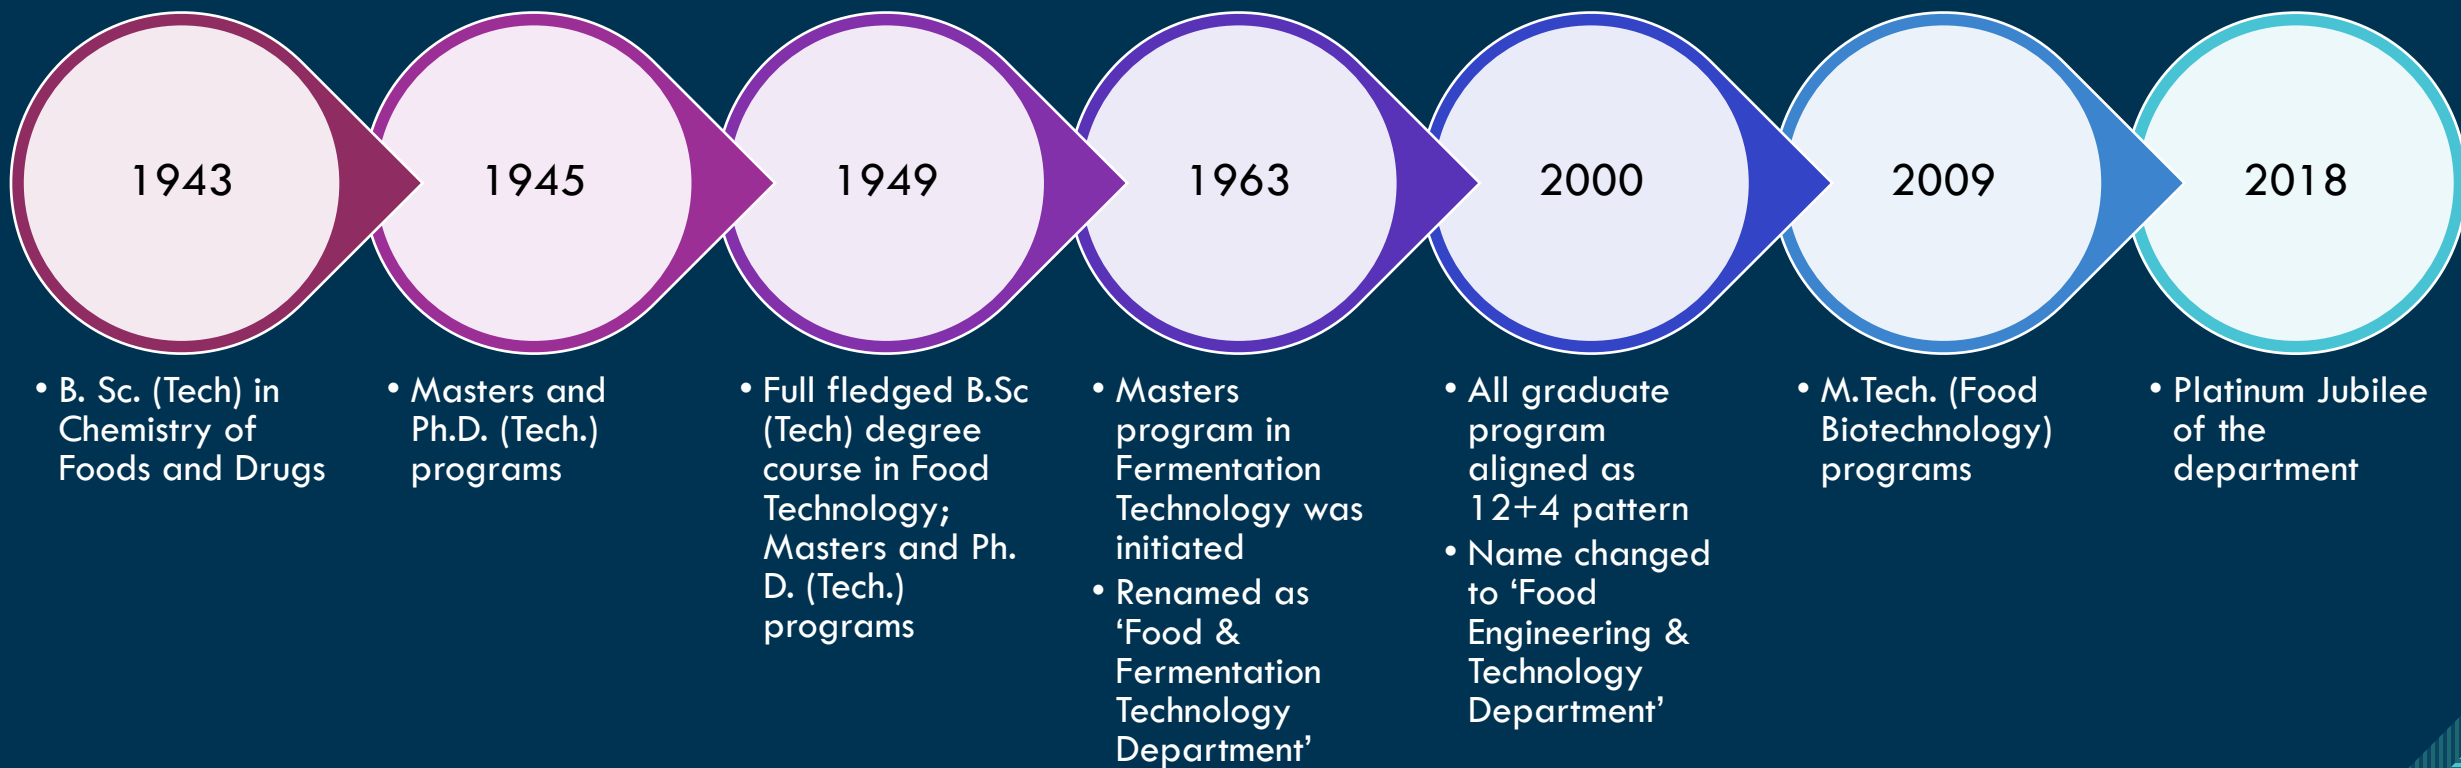 1943
• B. Sc. (Tech) in
Chemistry of
Foods and Drugs
1945
• Masters and
Ph.D. (Tech.)
programs
1949
• Full fledged B.Sc
(Tech) degree
course in Food
Technology;
Masters and Ph.
D. (Tech.)
programs
1963
• Masters
program in
Fermentation
Technology was
initiated
• Renamed as
‘Food &
Fermentation
Technology
Department’
2000
• All graduate
program
aligned as
12+4 pattern
• Name changed
to ‘Food
Engineering &
Technology
Department’
2009
• M.Tech. (Food
Biotechnology)
programs
2018
• Platinum Jubilee
of the
department